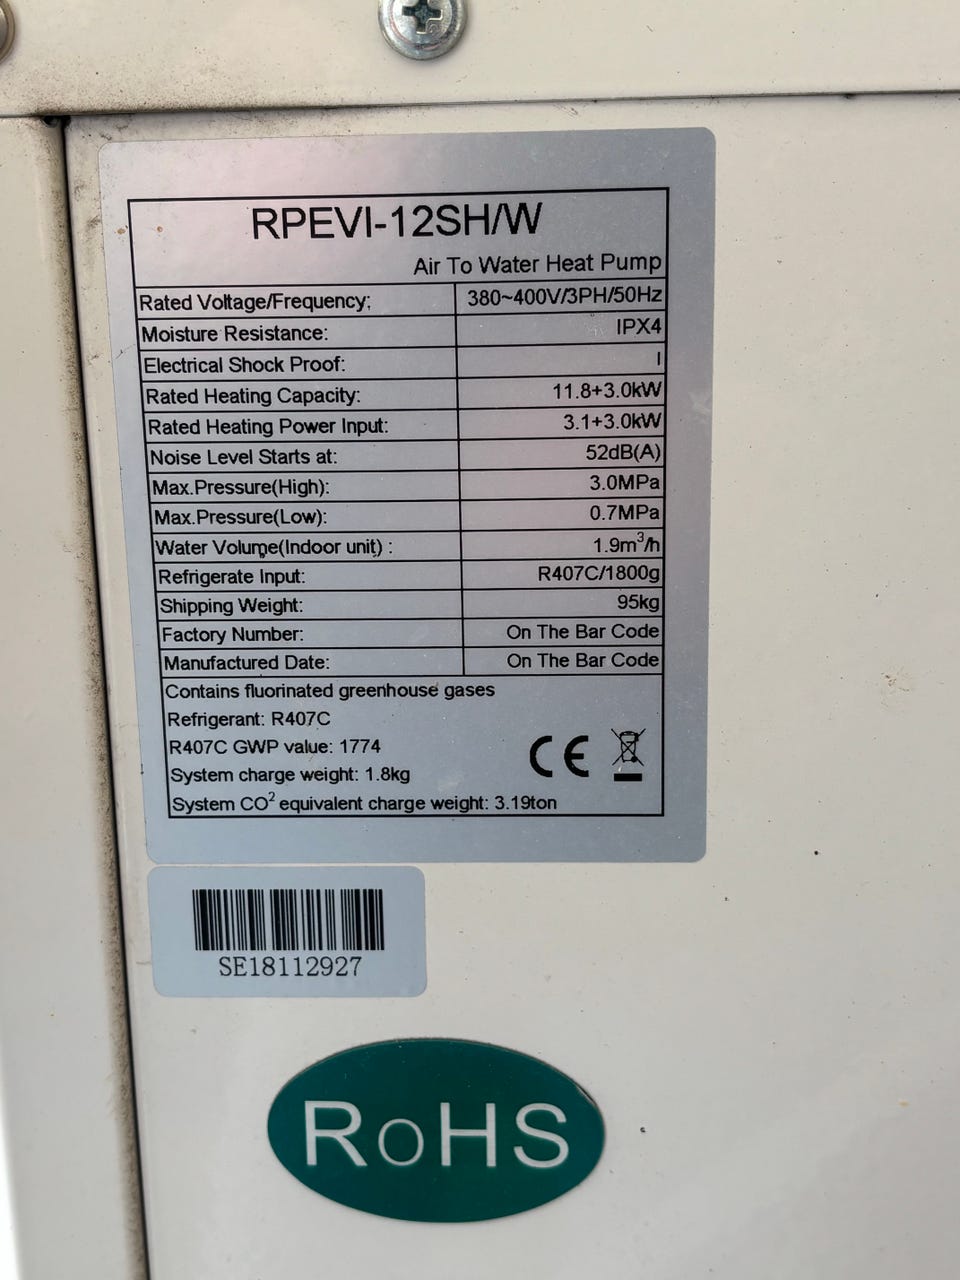 RPEVI-12SH/W
Air To Water Heat Pump
Rated Voltage/Frequency: 380~400V/3PH/50Hz
Moisture Resistance: IPX4
Electrical Shock Proof: I
Rated Heating Capacity: 11.8+3.0kW
Rated Heating Power Input: 3.1+3.0kW
Noise Level Starts at: 52dB(A)
Max.Pressure(High): 3.0MPa
Max.Pressure(Low): 0.7MPa
Water Volume(Indoor unit) : 1.9m³/h
Refrigerate Input: R407C/1800g
Shipping Weight: 95kg
Factory Number: On The Bar Code
Manufactured Date: On The Bar Code
Contains fluorinated greenhouse gases
Refrigerant: R407C
R407C GWP value: 1774
System charge weight: 1.8kg
System CO² equivalent charge weight: 3.19ton
CE
SE18112927
RoHS